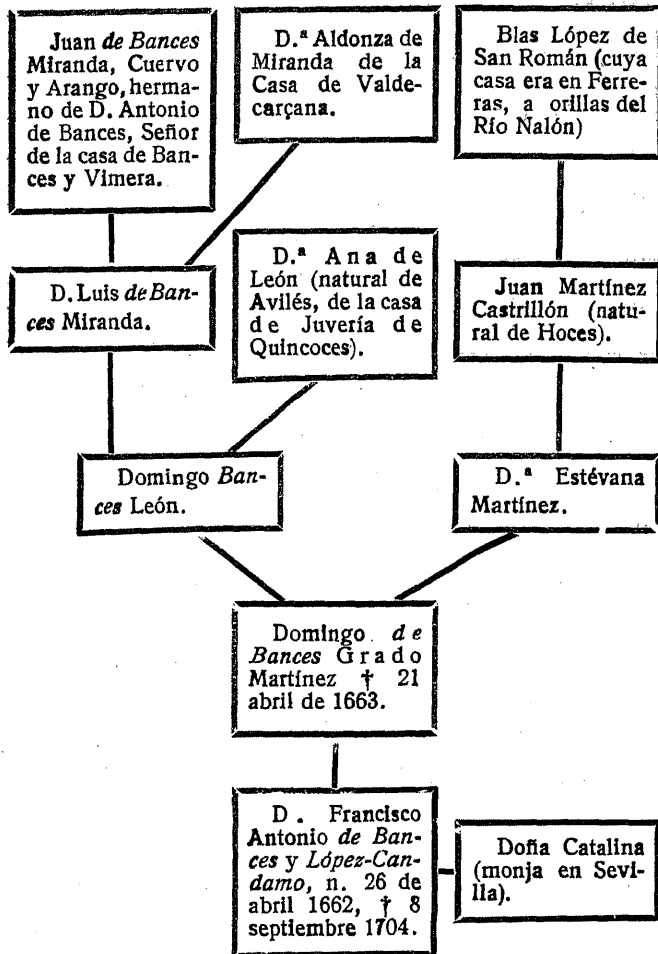 Juan de Bances
Miranda, Cuervo
y Arango, herma-
no de D. Antonio
de Bances, Señor
de la casa de Ban-
ces y Vimera.
D.ª Aldonza de
Miranda de la
Casa de Valde-
carçana.
Blas López de
San Román (cuya
casa era en Ferre-
ras, a orillas del
Río Nalón)
D. Luis de Ban-
ces Miranda.
D.ª Ana de
León (natural de
Avilés, de la casa
de Juvería de
Quincoces).
Juan Martínez
Castrillón (natu-
ral de Hoces).
Domingo Ban-
ces León.
D.ª Estévana
Martínez.
Domingo de
Bances Grado
Martínez † 21
abril de 1663.
D. Francisco
Antonio de Ban-
ces y López-Can-
damo, n. 26 de
abril 1662, † 8
septiembre 1704.
Doña Catalina
(monja en Sevi-
lla).